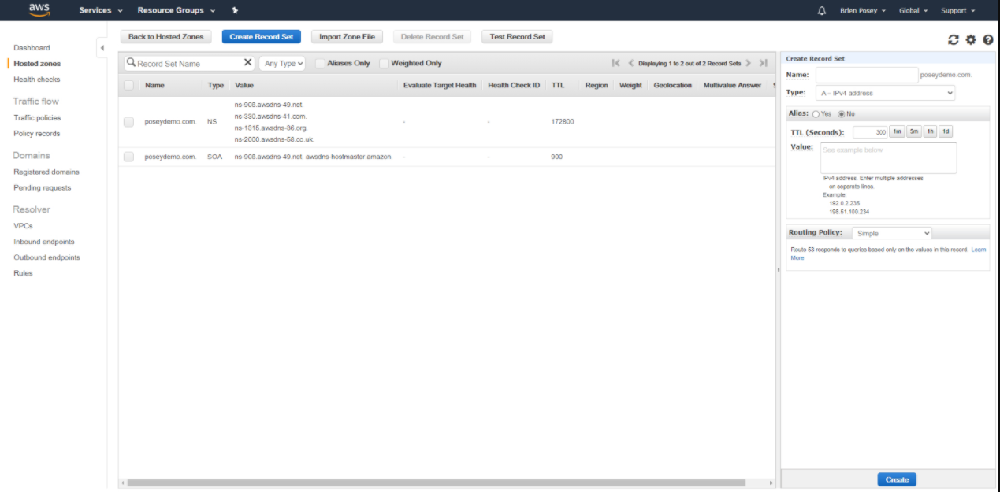 aws Services Resource Groups Brien Posey Global Support
Dashboard
Hosted zones
Health checks
Traffic flow
Traffic policies
Policy records
Domains
Registered domains
Pending requests
Resolver
VPCs
Inbound endpoints
Outbound endpoints
Rules
Back to Hosted Zones Create Record Set Import Zone File Delete Record Set Test Record Set
Record Set Name X Any Type Aliases Only Weighted Only Displaying 1 to 2 out of 2 Record Sets
Name Type Value Evaluate Target Health Health Check ID TTL Region Weight Geolocation Multivalue Answer S
ns-908.awsdns-49.net.
ns-330.awsdns-41.com.
poseydemo.com. NS - - 172800
ns-1316.awsdns-36.org.
ns-2000.awsdns-58.co.uk.
poseydemo.com. SOA ns-908.awsdns-49.net. awsdns-hostmaster.amazon. - - 900
Create Record Set
Name: poseydemo.com.
Type: A – IPv4 address
Alias: Yes No
TTL (Seconds): 300 1m 5m 1h 1d
Value: See example below
IPv4 address. Enter multiple addresses
on separate lines.
Example:
192.0.2.235
198.51.100.234
Routing Policy: Simple
Route 53 responds to queries based only on the values in this record. Learn
More
Create